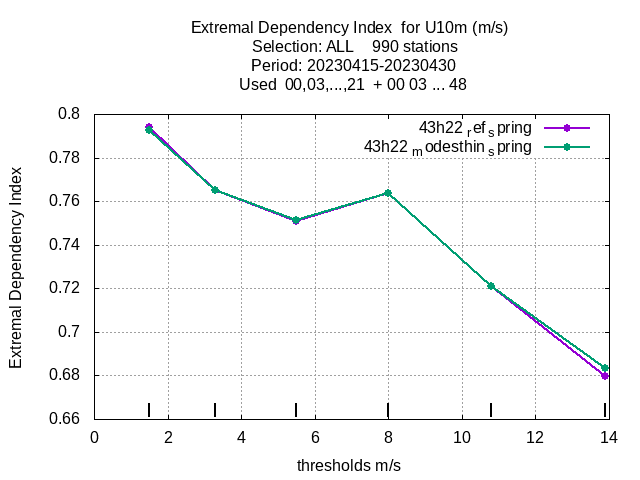 Extremal Dependency Index  for U10m (m/s)
Selection: ALL    990 stations
Period: 20230415-20230430
Used  00,03,...,21  + 00 03 ... 48
43h22 ref spring
43h22 modesthin spring
Extremal Dependency Index
0.8
0.78
0.76
0.74
0.72
0.7
0.68
0.66
0 2 4 6 8 10 12 14
thresholds m/s